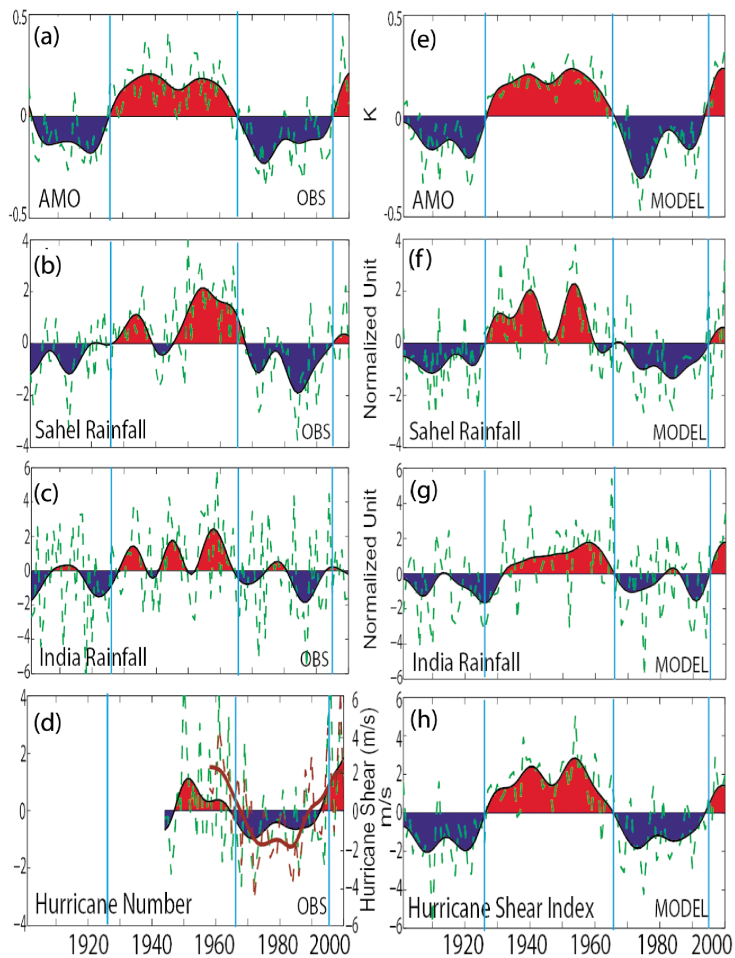 (a)
0.5
0
-0.5
AMO
OBS
(e)
0.5
0
-0.5
K
AMO
MODEL
(b)
4
2
0
-2
-4
Sahel Rainfall
OBS
(f)
4
2
0
-2
-4
Normalized Unit
Sahel Rainfall
MODEL
(c)
6
4
2
0
-2
-4
-6
India Rainfall
OBS
(g)
6
4
2
0
-2
-4
-6
Normalized Unit
India Rainfall
MODEL
(d)
4
2
0
-2
-4
6
4
2
0
-2
-4
-6
Hurricane Shear (m/s)
Hurricane Number
OBS
1920 1940 1960 1980 2000
(h)
6
4
2
0
-2
-4
-6
m/s
Hurricane Shear Index
MODEL
1920 1940 1960 1980 2000